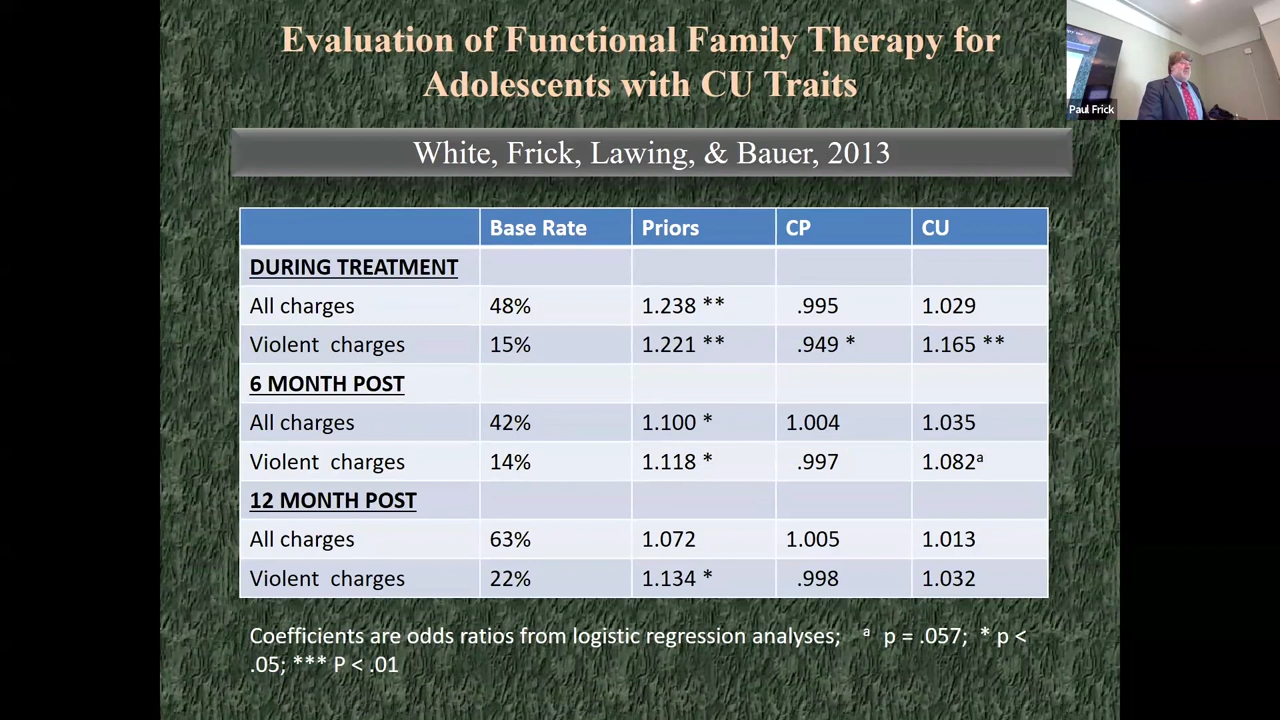 Evaluation of Functional Family Therapy for
Adolescents with CU Traits
Paul Frick
White, Frick, Lawing, & Bauer, 2013
Base Rate Priors CP CU
DURING TREATMENT
All charges 48% 1.238 ** .995 1.029
Violent charges 15% 1.221 ** .949 * 1.165 **
6 MONTH POST
All charges 42% 1.100 * 1.004 1.035
Violent charges 14% 1.118 * .997 1.082ᵃ
12 MONTH POST
All charges 63% 1.072 1.005 1.013
Violent charges 22% 1.134 * .998 1.032
Coefficients are odds ratios from logistic regression analyses; ᵃ p = .057; * p <
.05; *** P < .01